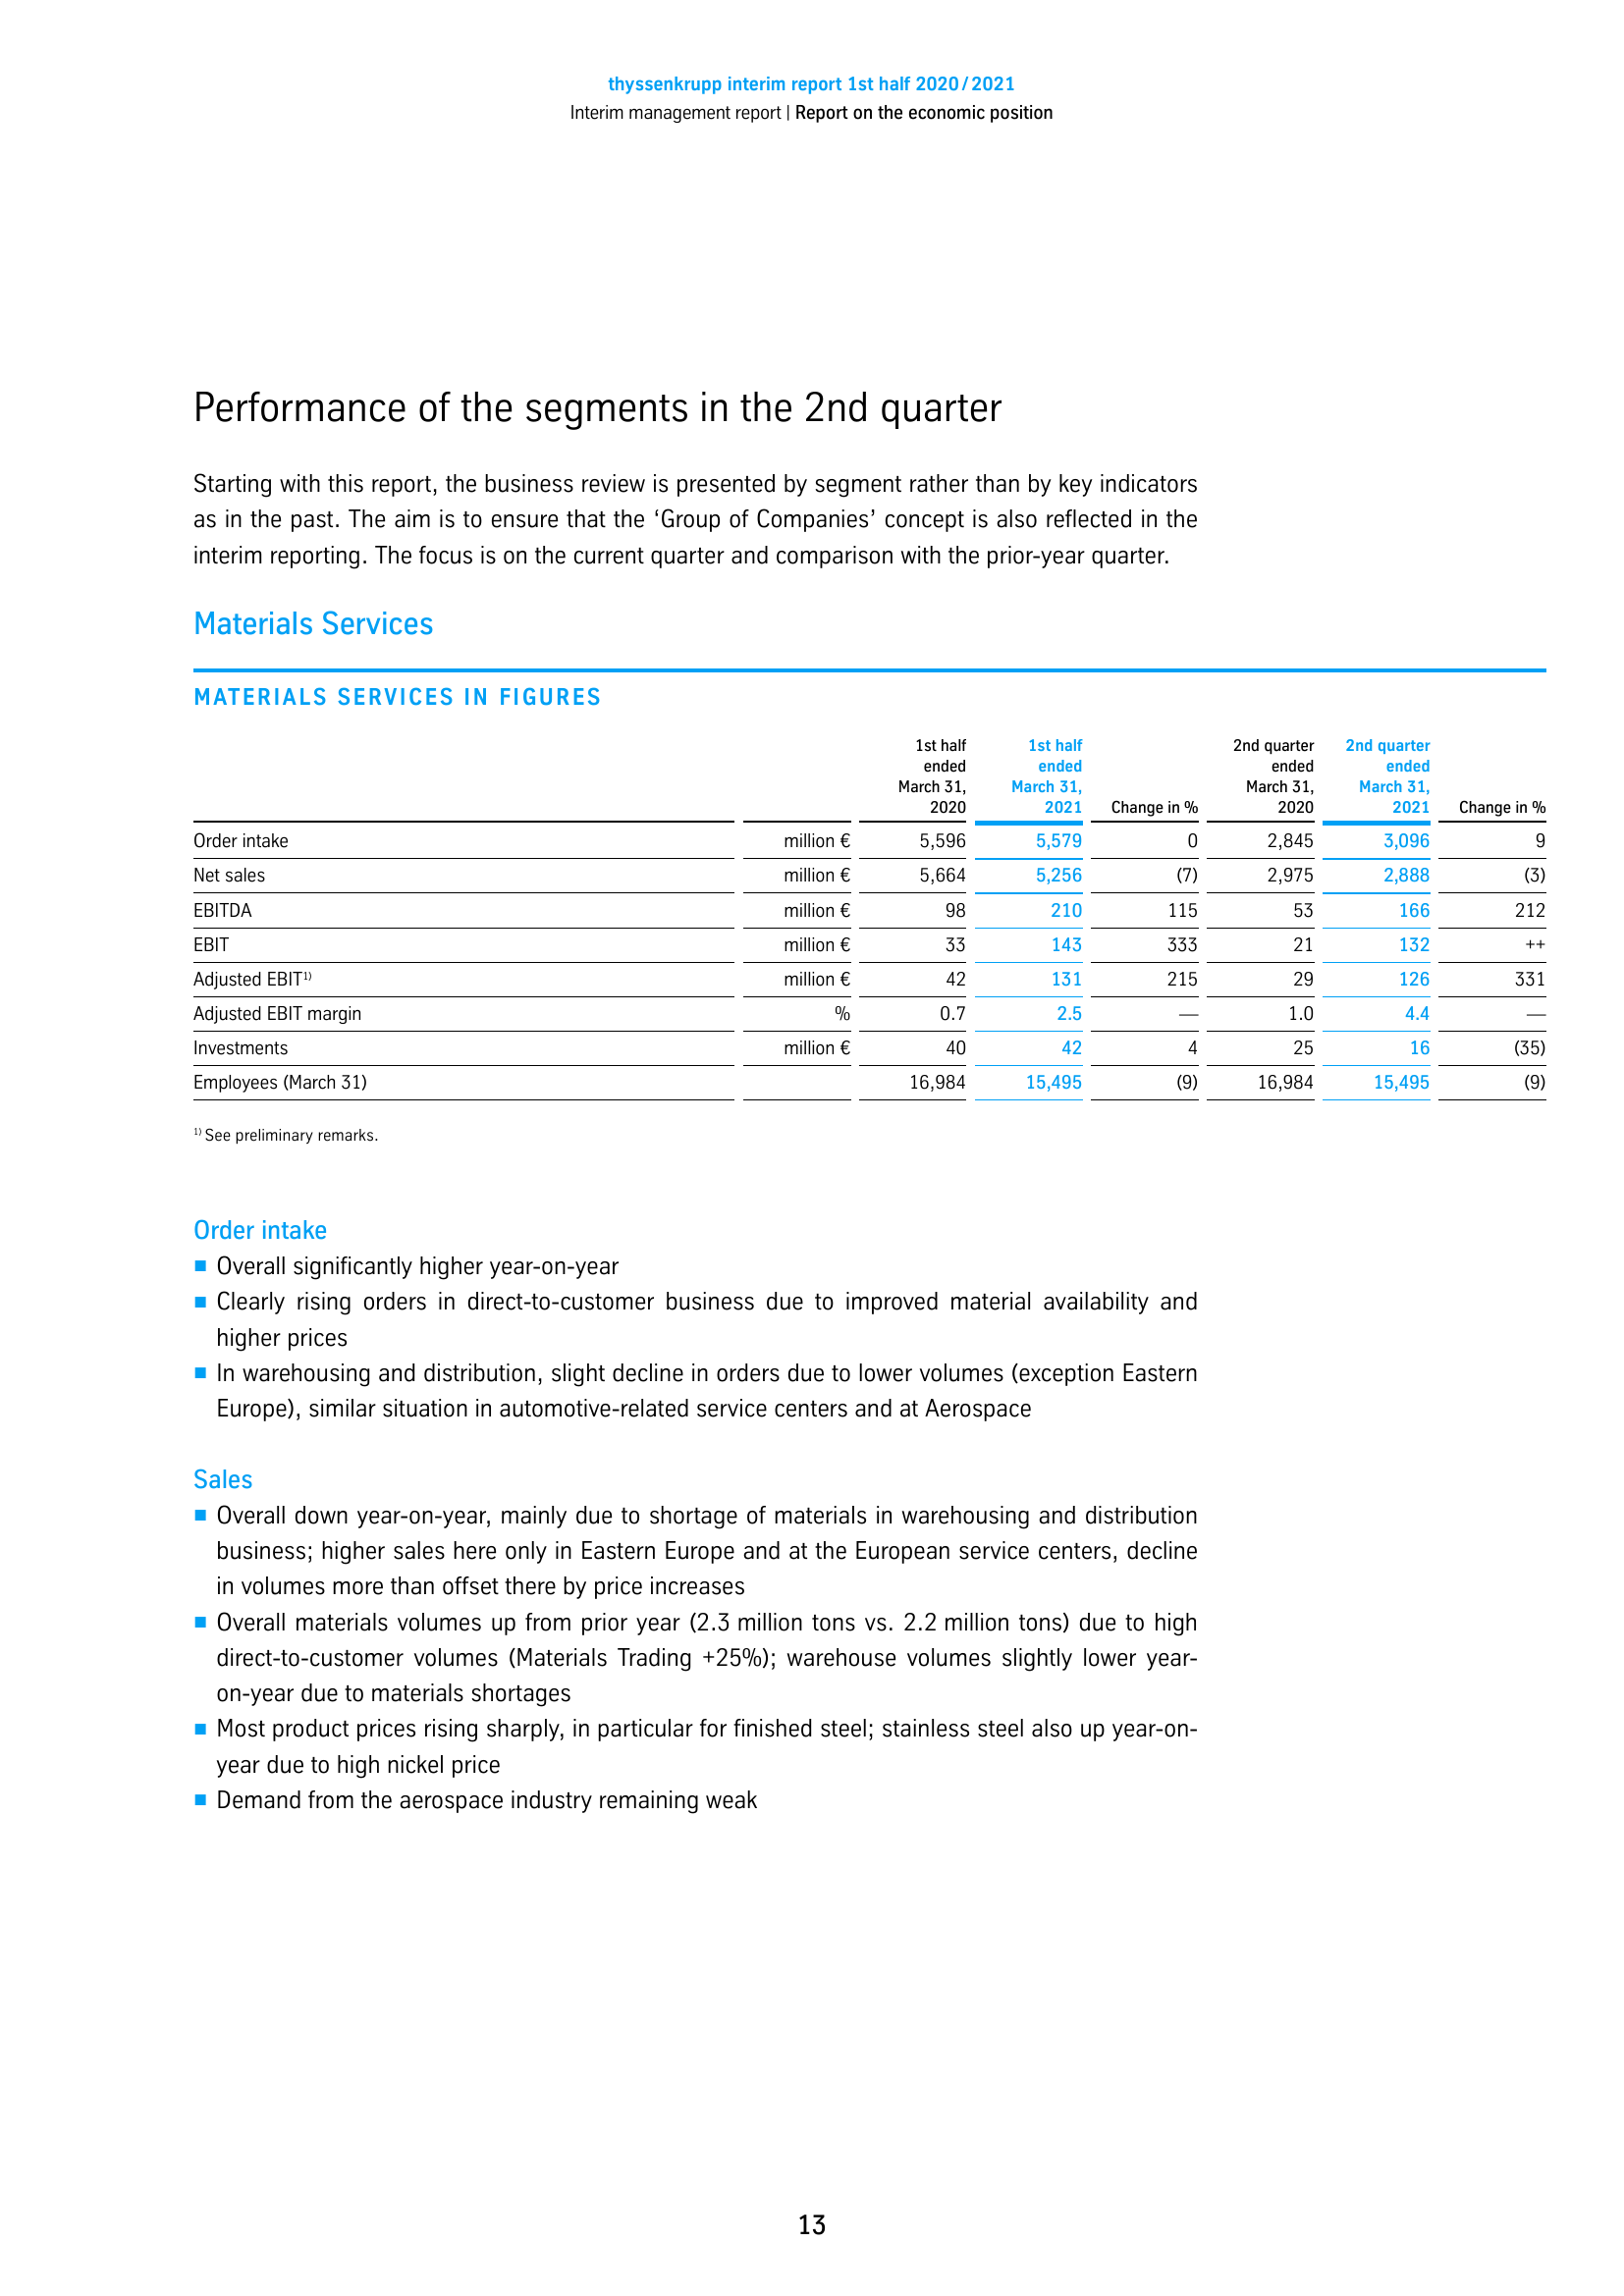 thyssenkrupp interim report 1st half 2020 / 2021
Interim management report | Report on the economic position
Performance of the segments in the 2nd quarter
Starting with this report, the business review is presented by segment rather than by key indicators
as in the past. The aim is to ensure that the ‘Group of Companies’ concept is also reflected in the
interim reporting. The focus is on the current quarter and comparison with the prior-year quarter.
Materials Services
MATERIALS SERVICES IN FIGURES
1st half ended March 31, 2020 1st half ended March 31, 2021 Change in % 2nd quarter ended March 31, 2020 2nd quarter ended March 31, 2021 Change in %
Order intake million € 5,596 5,579 0 2,845 3,096 9
Net sales million € 5,664 5,256 (7) 2,975 2,888 (3)
EBITDA million € 98 210 115 53 166 212
EBIT million € 33 143 333 21 132 ++
Adjusted EBIT1) million € 42 131 215 29 126 331
Adjusted EBIT margin % 0.7 2.5 — 1.0 4.4 —
Investments million € 40 42 4 25 16 (35)
Employees (March 31) 16,984 15,495 (9) 16,984 15,495 (9)
1) See preliminary remarks.
Order intake
■ Overall significantly higher year-on-year
■ Clearly rising orders in direct-to-customer business due to improved material availability and
higher prices
■ In warehousing and distribution, slight decline in orders due to lower volumes (exception Eastern
Europe), similar situation in automotive-related service centers and at Aerospace
Sales
■ Overall down year-on-year, mainly due to shortage of materials in warehousing and distribution
business; higher sales here only in Eastern Europe and at the European service centers, decline
in volumes more than offset there by price increases
■ Overall materials volumes up from prior year (2.3 million tons vs. 2.2 million tons) due to high
direct-to-customer volumes (Materials Trading +25%); warehouse volumes slightly lower year-
on-year due to materials shortages
■ Most product prices rising sharply, in particular for finished steel; stainless steel also up year-on-
year due to high nickel price
■ Demand from the aerospace industry remaining weak
13